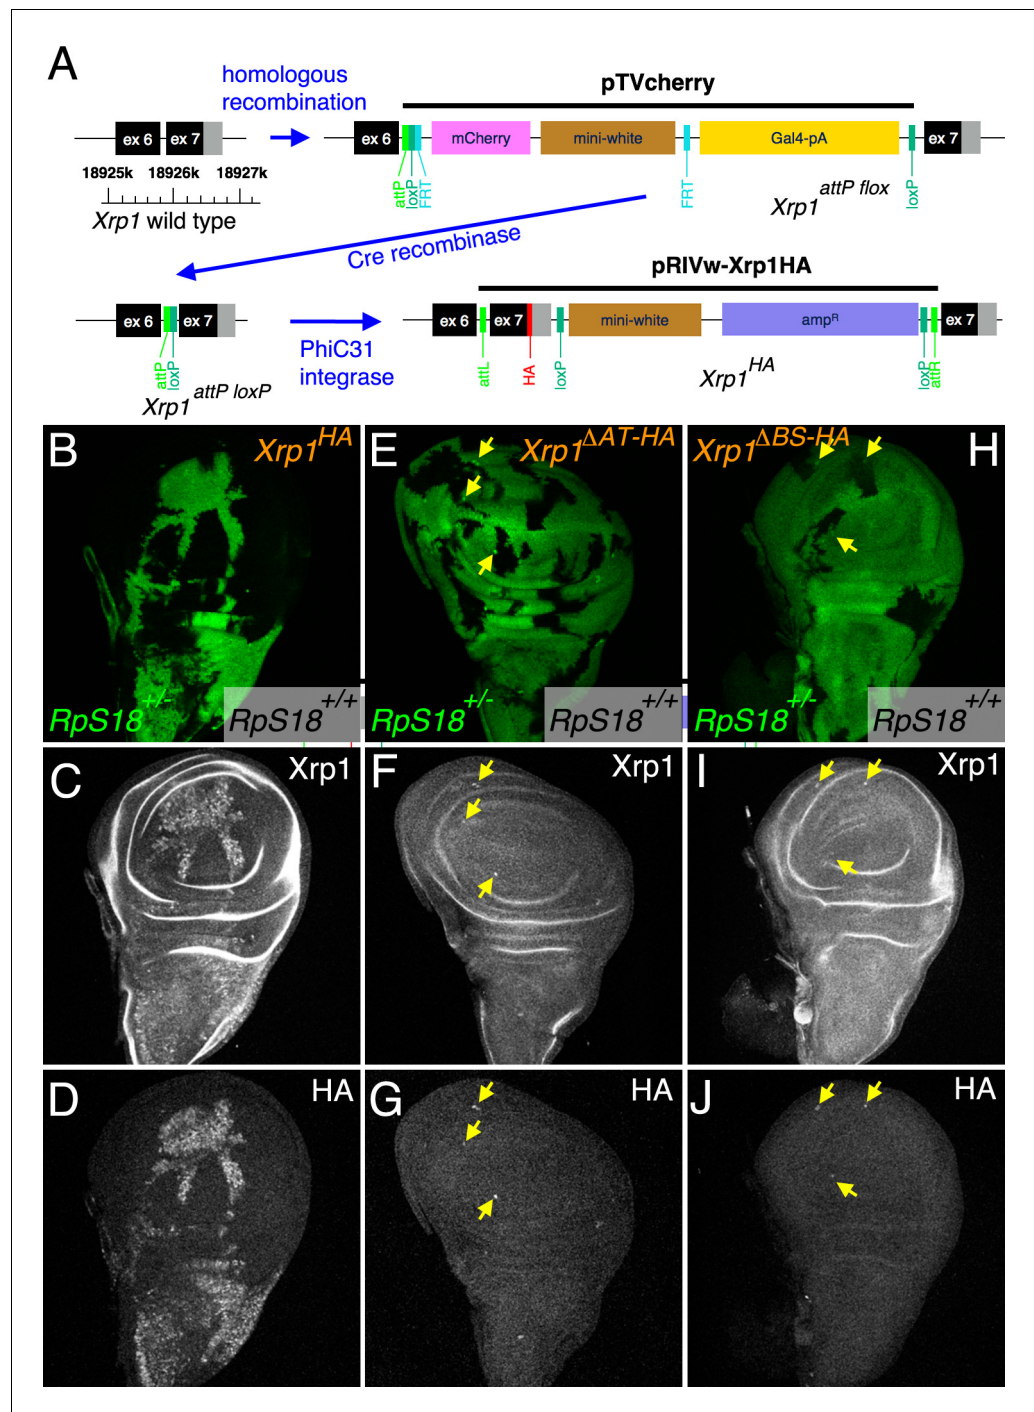 A
homologous
recombination
pTVcherry
ex 6
ex 7
ex 6
mCherry
mini-white
Gal4-pA
ex 7
18925k 18926k 18927k
attP
loxP
FRT
FRT
loxP
Xrp1 wild type
Xrp1 attP flox
Cre recombinase
pRIVw-Xrp1HA
ex 6
ex 7
ex 6
ex 7
mini-white
ampR
ex 7
PhiC31
integrase
attP
loxP
attL
HA
loxP
loxP
attR
Xrp1 attP loxP
Xrp1HA
B
Xrp1HA
RpS18+/-
RpS18+/+
E
Xrp1ΔAT-HA
RpS18+/-
RpS18+/+
Xrp1ΔBS-HA
H
RpS18+/-
RpS18+/+
C
Xrp1
F
Xrp1
I
Xrp1
D
HA
G
HA
J
HA